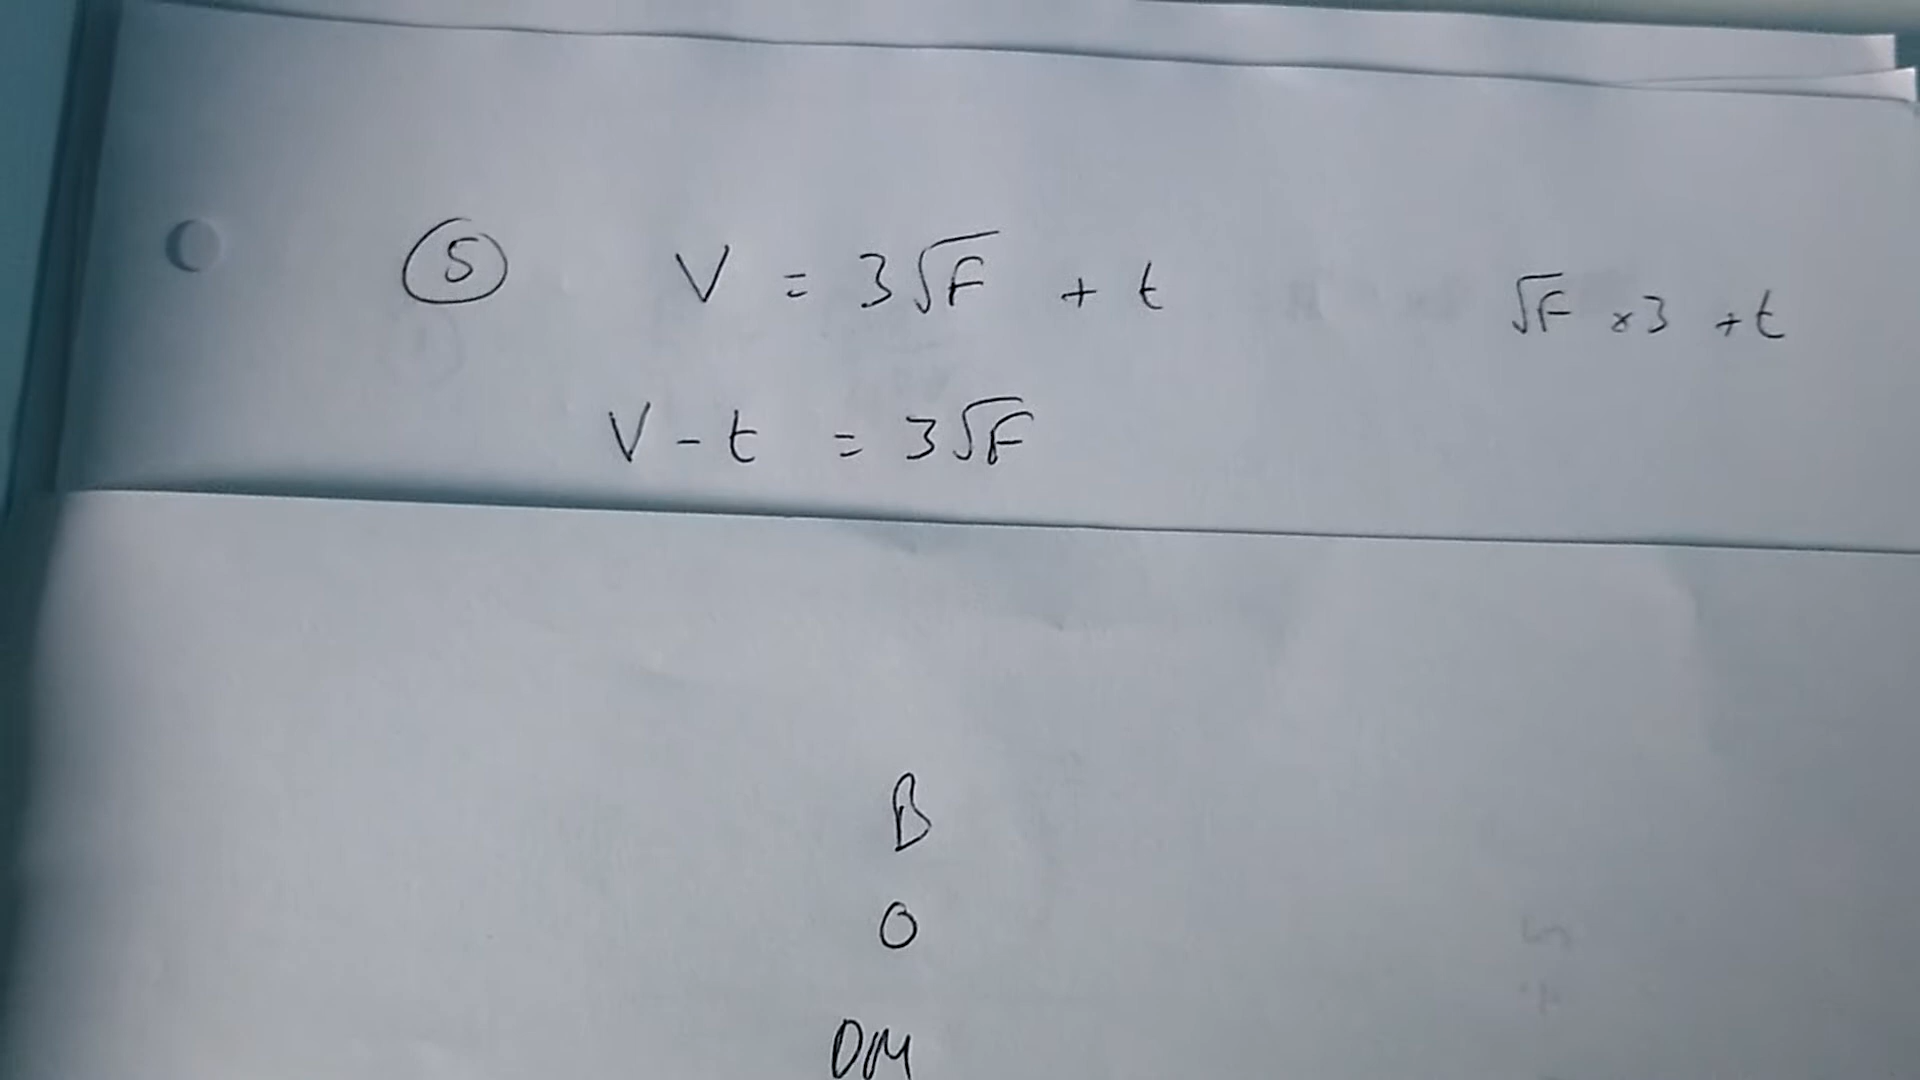 ⑤ V = 3√F + t √F ×3 +t
V - t = 3√F
B
O
DM